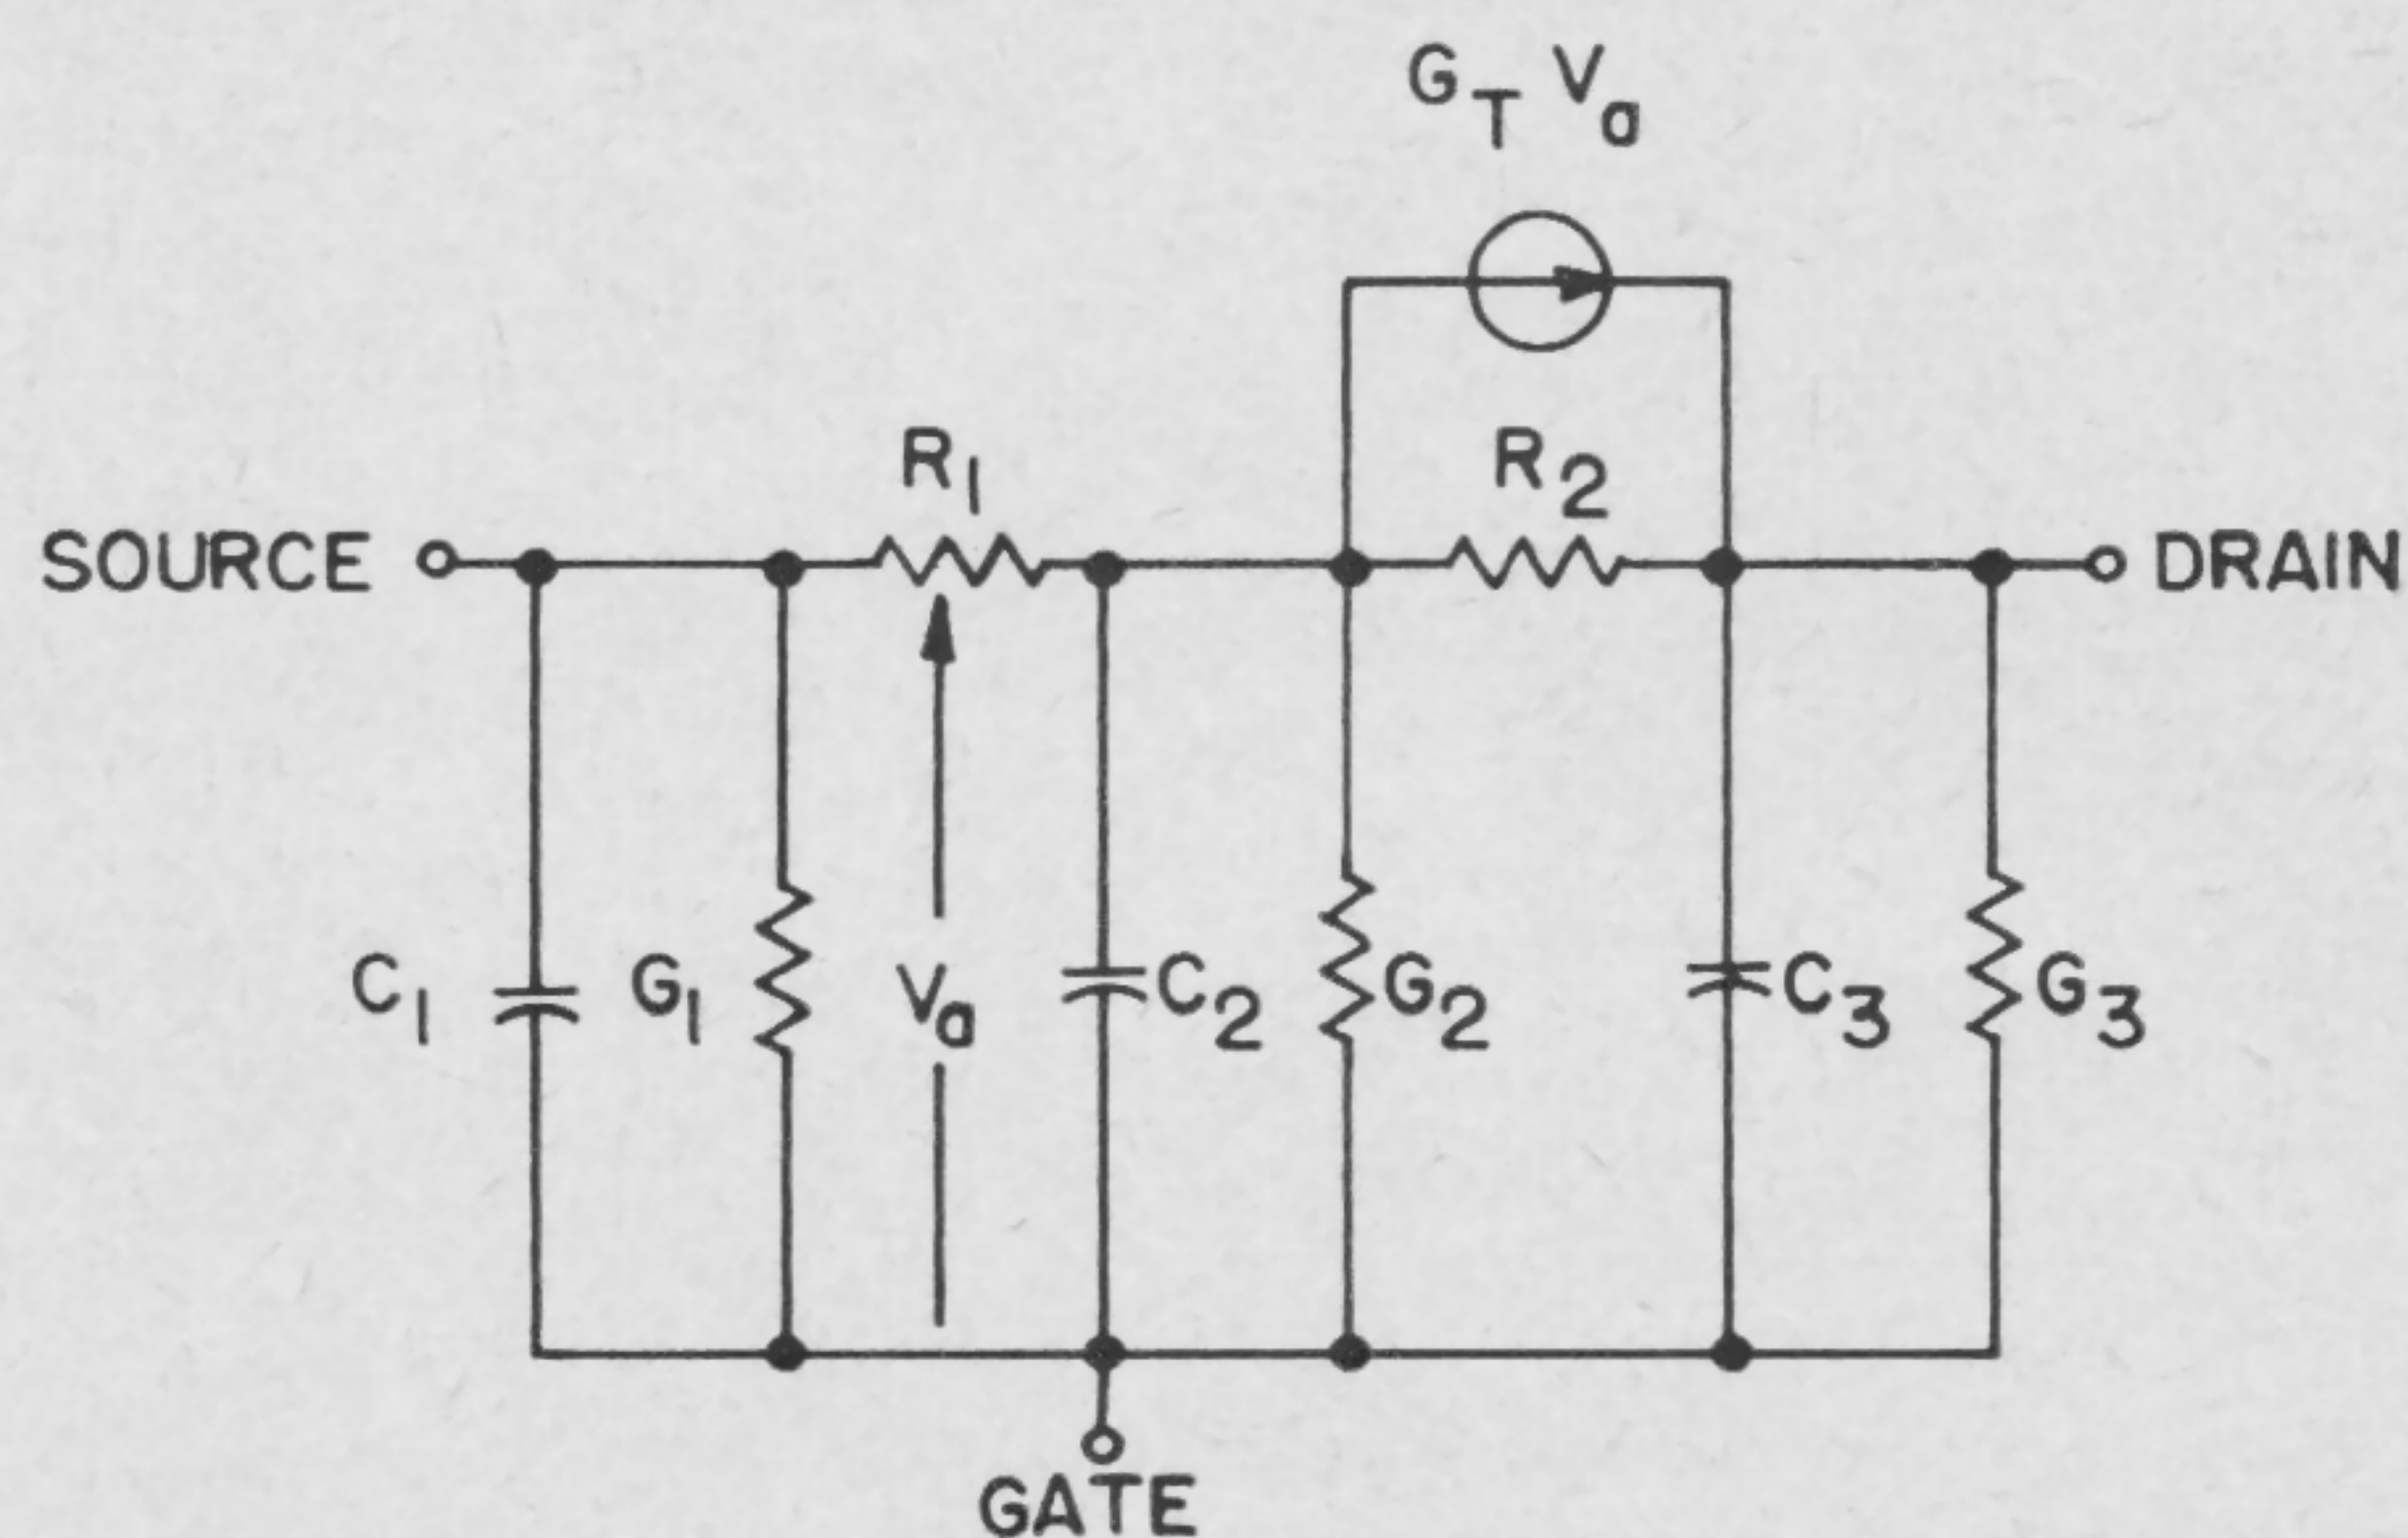 G_T V_a
R_1
R_2
SOURCE
DRAIN
C_1
G_1
V_a
C_2
G_2
C_3
G_3
GATE